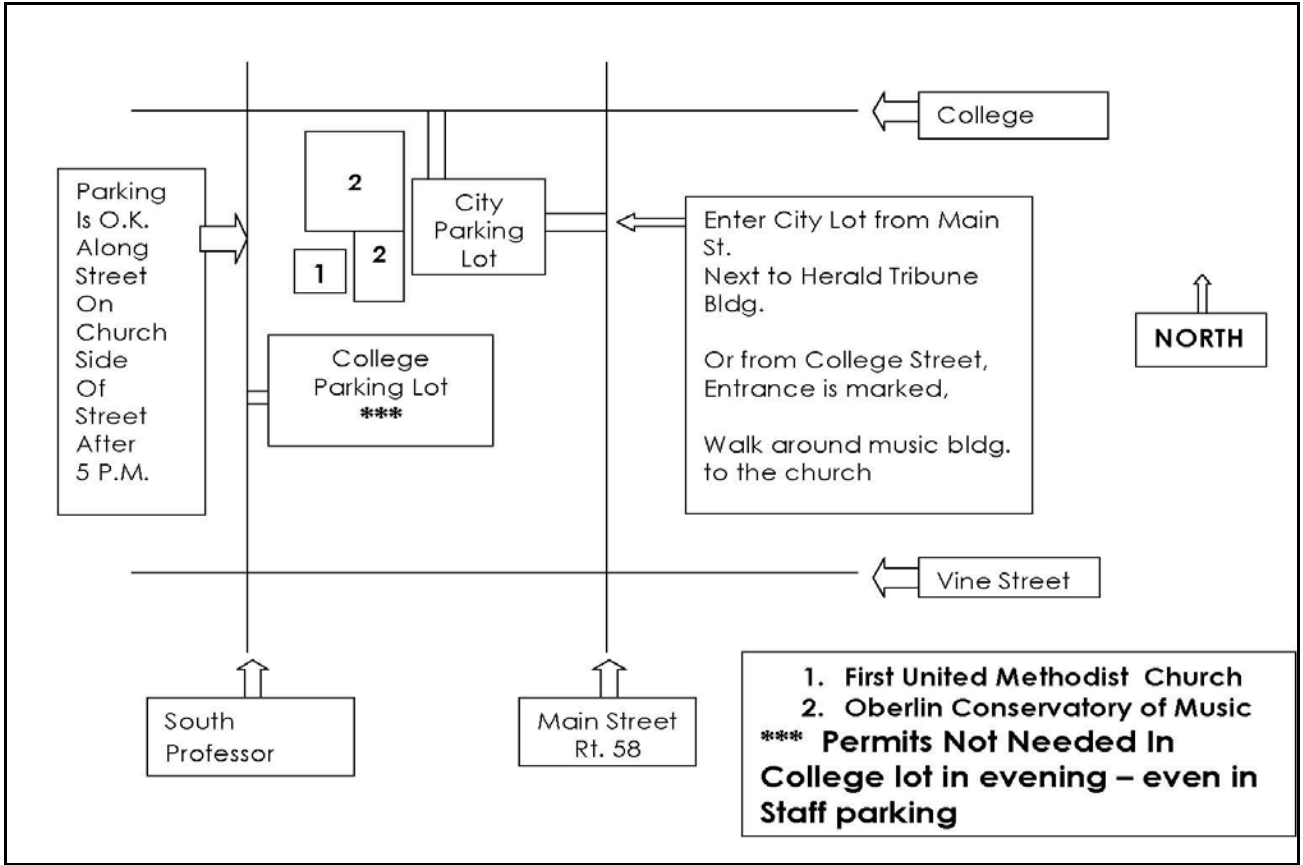 College
2
Parking
Is O.K.
Along
Street
On
Church
Side
Of
Street
After
5 P.M.
City
Parking
Lot
Enter City Lot from Main
St.
Next to Herald Tribune
Bldg.
Or from College Street,
Entrance is marked,
Walk around music bldg.
to the church
2
1
NORTH
College
Parking Lot
***
Vine Street
South
Professor
Main Street
Rt. 58
1. First United Methodist Church
2. Oberlin Conservatory of Music
*** Permits Not Needed In
College lot in evening – even in
Staff parking